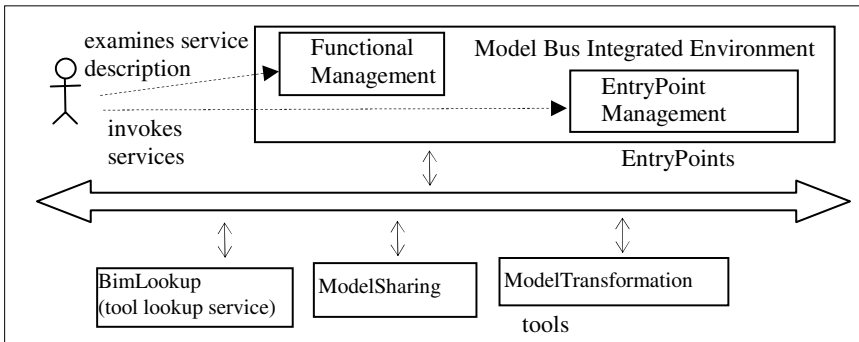 examines service
description
Functional
Management
Model Bus Integrated Environment
EntryPoint
Management
invokes
services
EntryPoints
BimLookup
(tool lookup service)
ModelSharing
ModelTransformation
tools